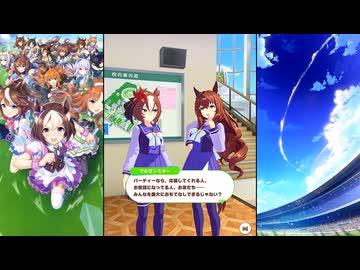 校内案内図
マルゼンスキー
パーティーなら、応援してくれる人、
お世話になってる人、お友だち――
みんなを盛大におもてなしできるじゃない？